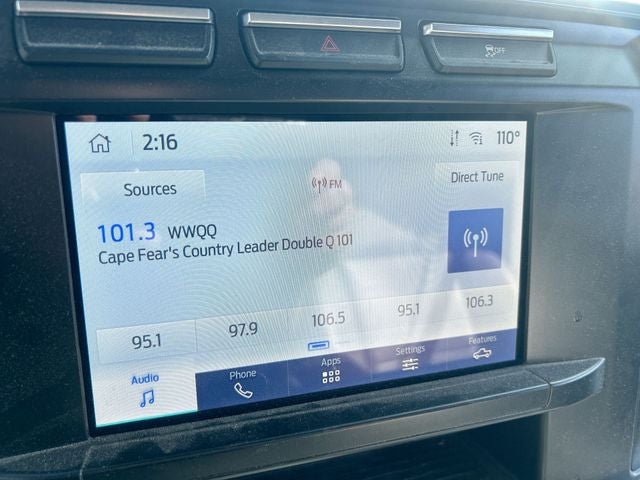 OFF
2:16
110°
Sources
FM
Direct Tune
101.3 WWQQ
Cape Fear's Country Leader Double Q 101
95.1 97.9 106.5 95.1 106.3
Audio Phone Apps Settings Features